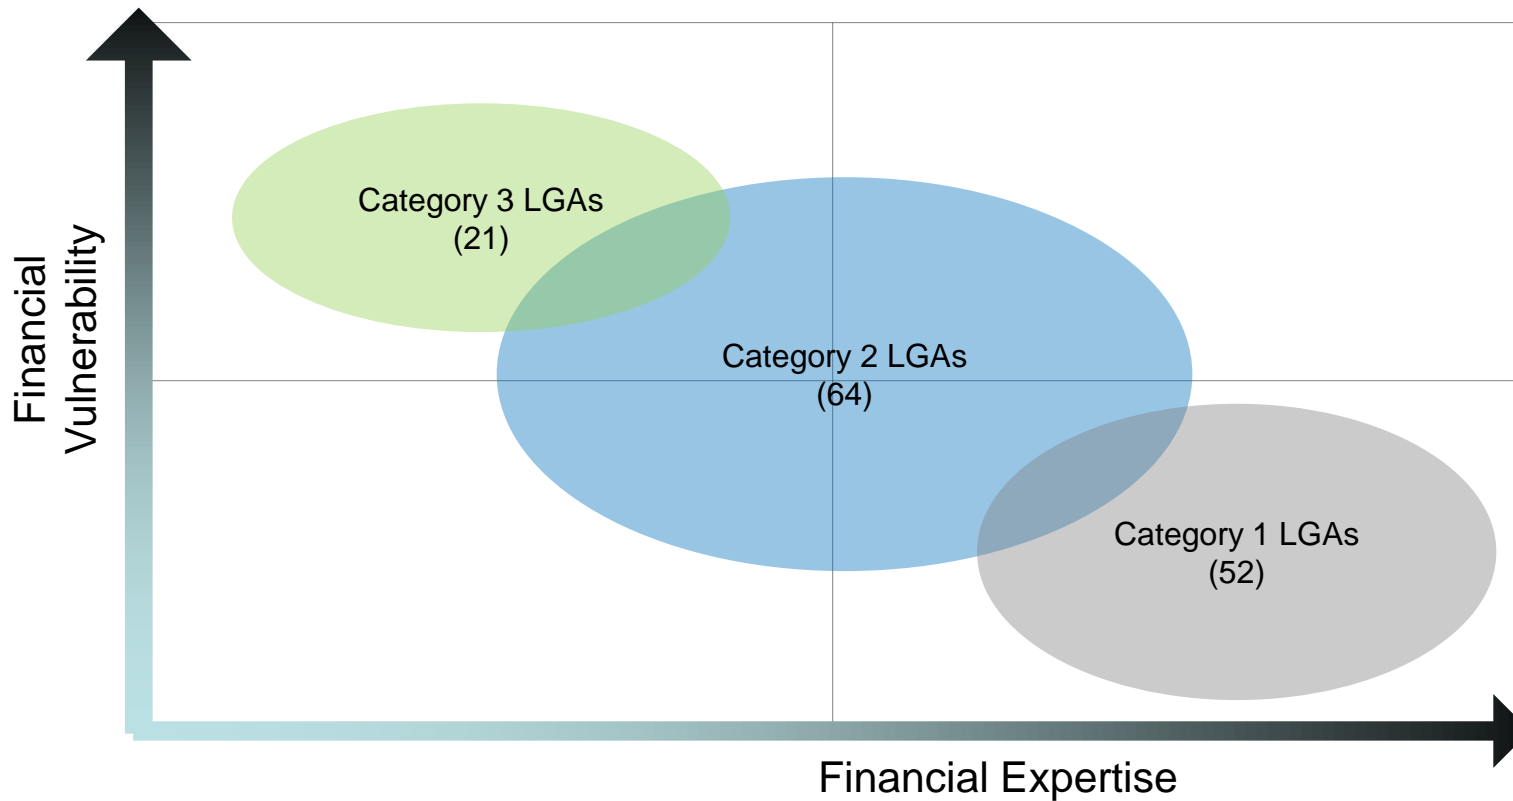 Financial
Vulnerability
Category 3 LGAs
(21)
Category 2 LGAs
(64)
Category 1 LGAs
(52)
Financial Expertise